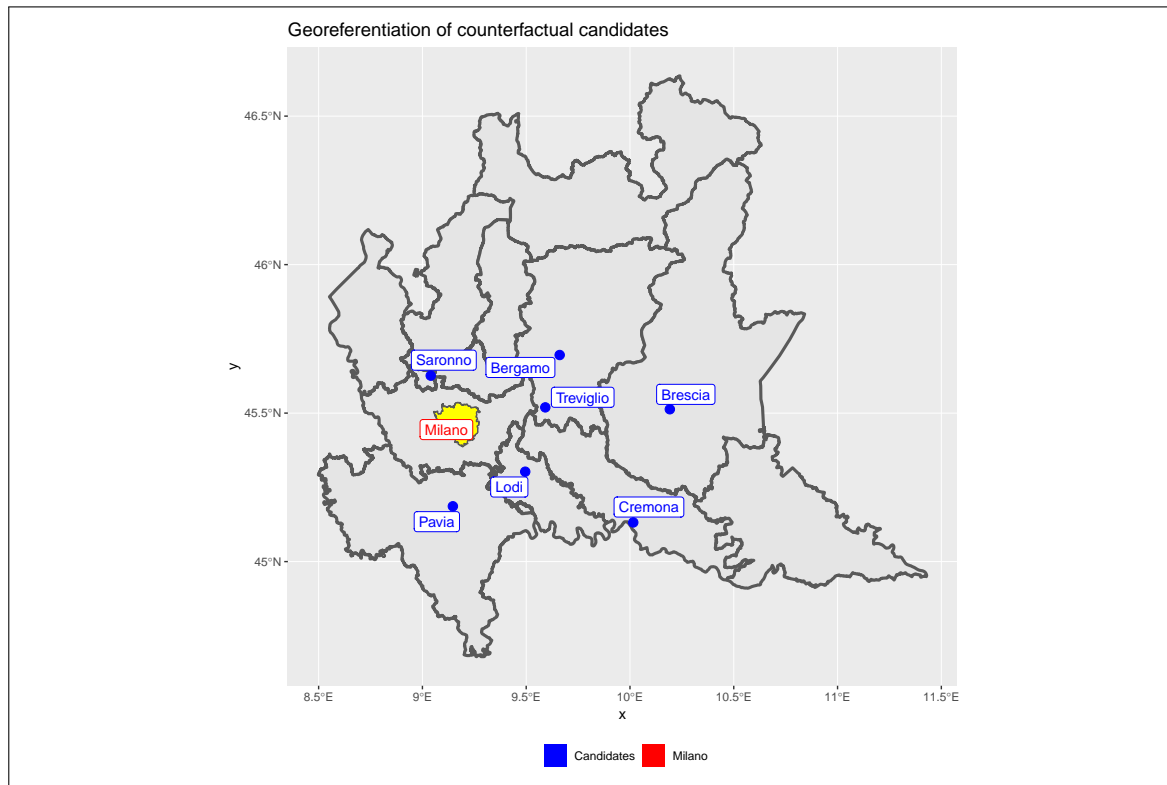 Georeferentiation of counterfactual candidates
46.5°N
46°N
45.5°N
45°N
y
Saronno
Bergamo
Treviglio
Brescia
Milano
Lodi
Cremona
Pavia
8.5°E
9°E
9.5°E
10°E
10.5°E
11°E
11.5°E
x
Candidates
Milano